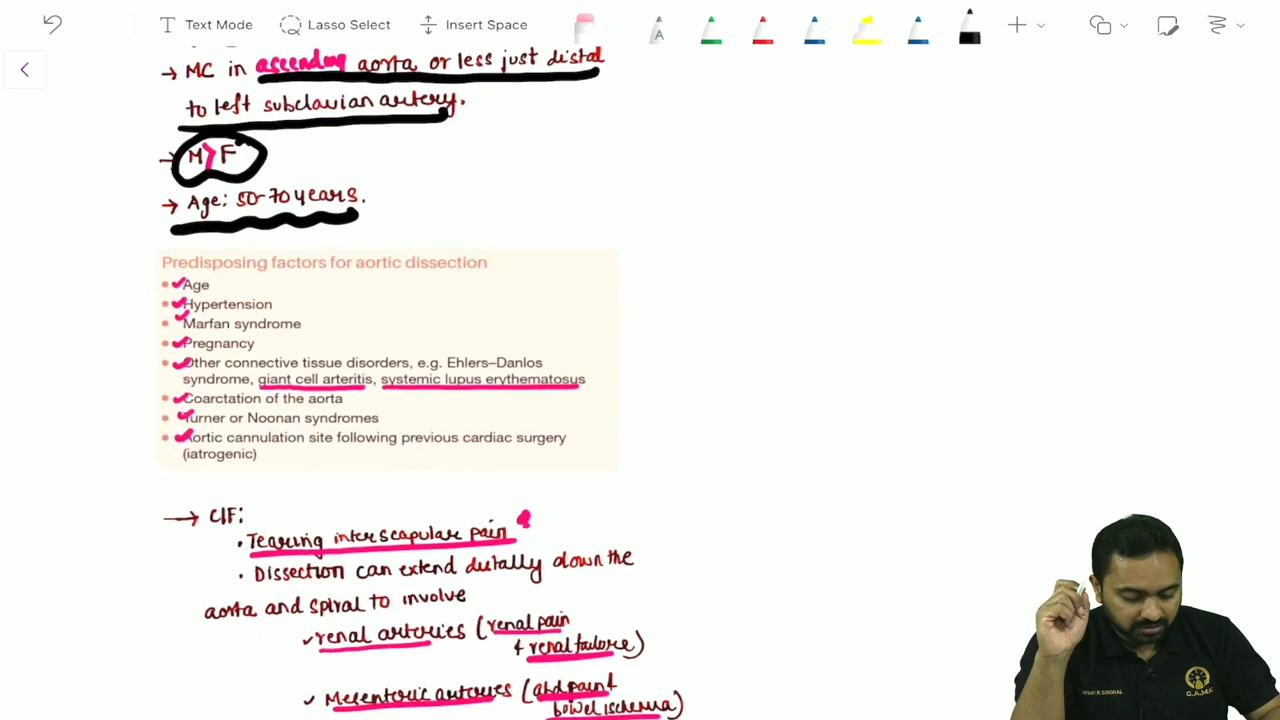 Text Mode
Lasso Select
Insert Space
A
→ MC in ascending aorta or less just distal
to left subclavian artery.
→ M > F
→ Age: 50-70 years.
Predisposing factors for aortic dissection
• Age
• Hypertension
• Marfan syndrome
• Pregnancy
• Other connective tissue disorders, e.g. Ehlers–Danlos
syndrome, giant cell arteritis, systemic lupus erythematosus
• Coarctation of the aorta
• Turner or Noonan syndromes
• Aortic cannulation site following previous cardiac surgery
(iatrogenic)
→ C/F:
• Tearing interscapular pain
• Dissection can extend distally down the
aorta and spiral to involve
✓ renal arteries (renal pain
+ renal failure)
✓ Mesenteric arteries (abd pain +
bowel ischemia)
G.A.M.E